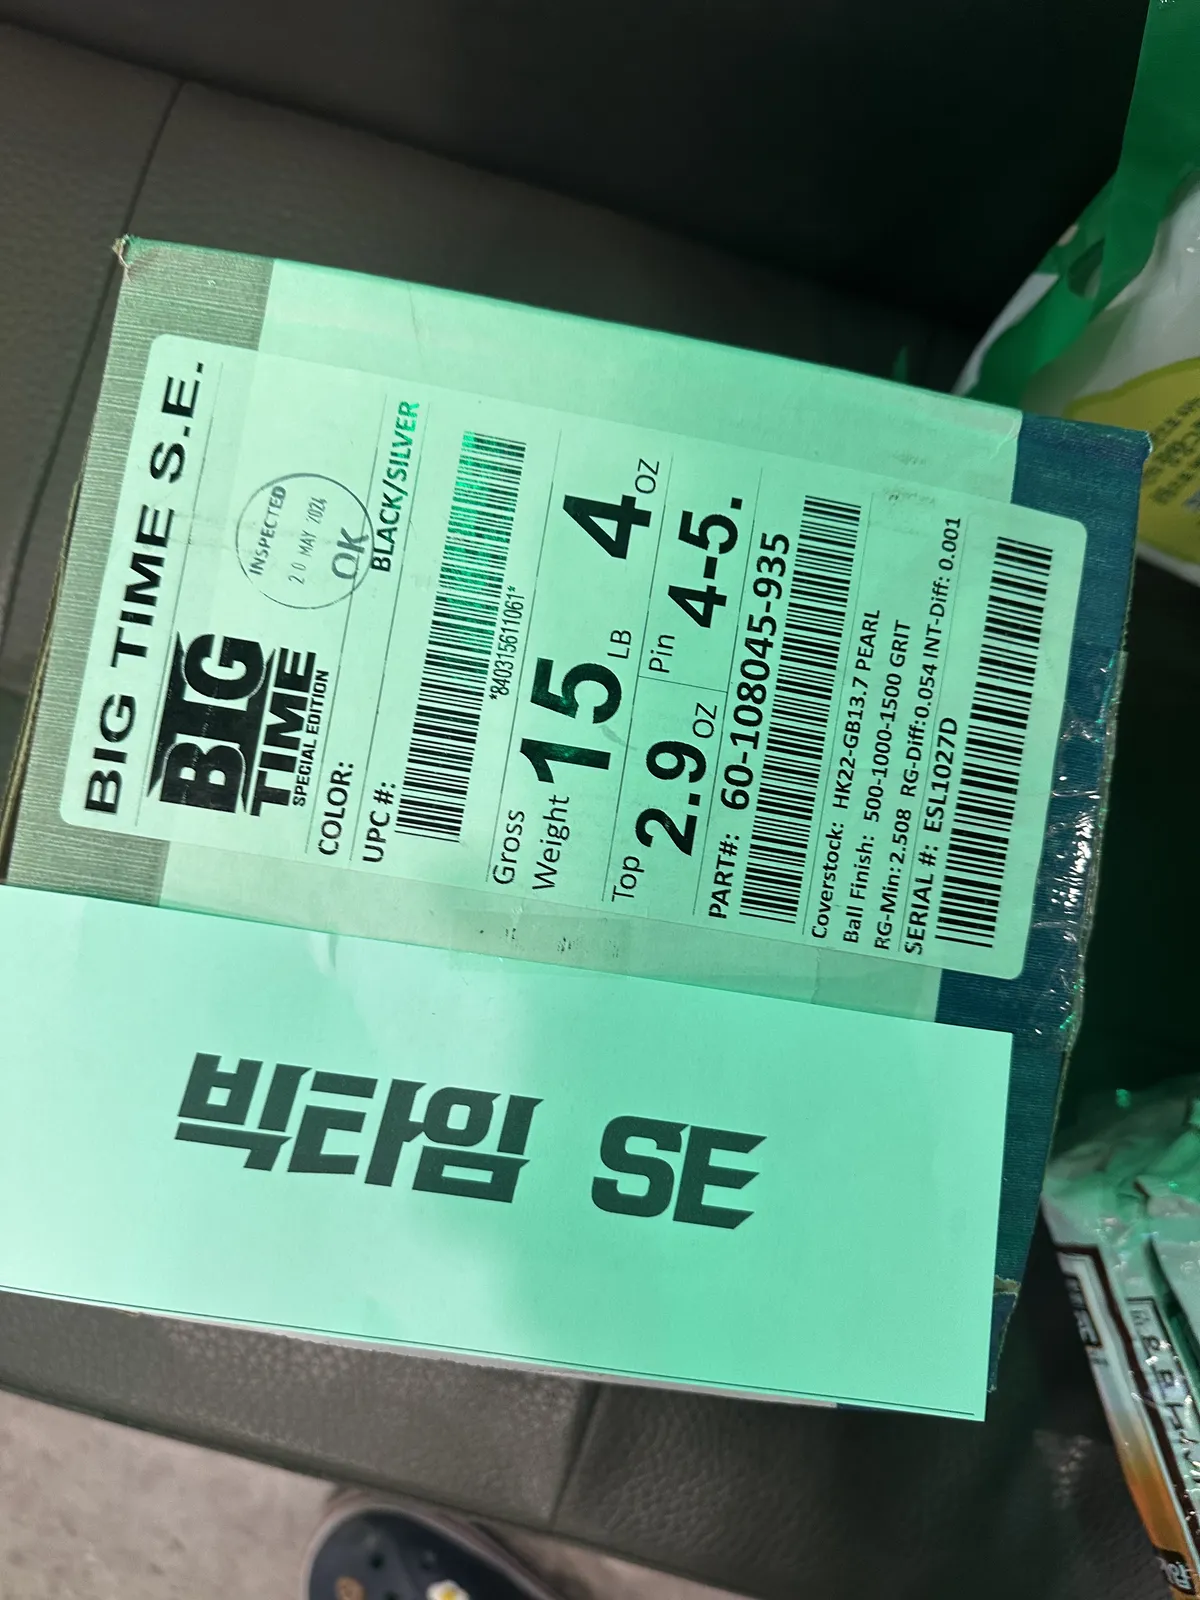 BIG TIME S.E.
BIG
TIME
SPECIAL EDITION
INSPECTED
20 MAY 2024
OK
COLOR: BLACK/SILVER
UPC #:
*840315611061*
Gross
Weight 15 LB 4 OZ
Top 2.9 OZ Pin 4-5.
PART#: 60-108045-935
Coverstock: HK22-GB13.7 PEARL
Ball Finish: 500-1000-1500 GRIT
RG-Min: 2.508 RG-Diff: 0.054 INT-Diff: 0.001
SERIAL #: ESL1027D
빅타임 SE